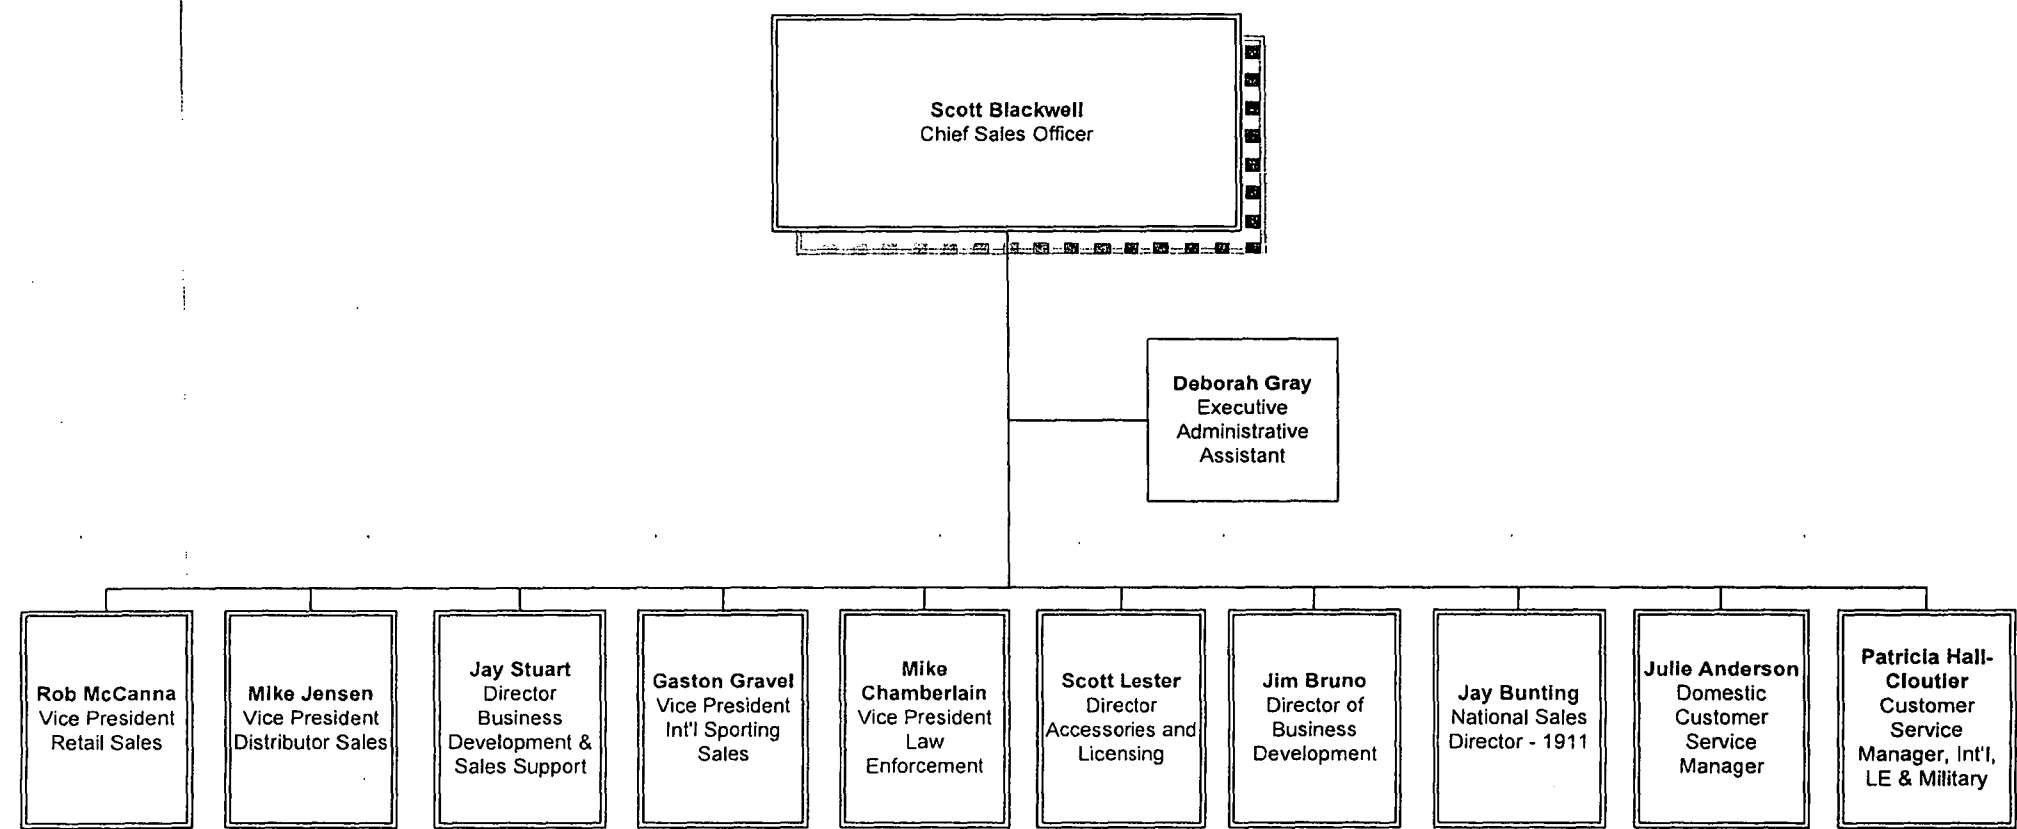 Scott Blackwell
Chief Sales Officer
Deborah Gray
Executive
Administrative
Assistant
Rob McCanna
Vice President
Retail Sales
Mike Jensen
Vice President
Distributor Sales
Jay Stuart
Director
Business
Development &
Sales Support
Gaston Gravel
Vice President
Int'l Sporting
Sales
Mike
Chamberlain
Vice President
Law
Enforcement
Scott Lester
Director
Accessories and
Licensing
Jim Bruno
Director of
Business
Development
Jay Bunting
National Sales
Director - 1911
Julie Anderson
Domestic
Customer
Service
Manager
Patricia Hall-
Cloutier
Customer
Service
Manager, Int'l,
LE & Military